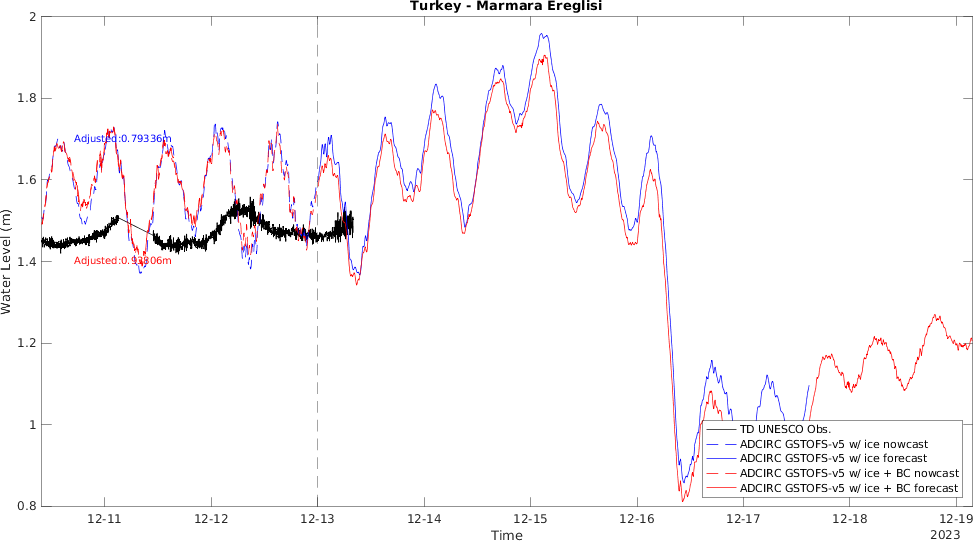 Turkey - Marmara Ereglisi
2
1.8
1.6
1.4
1.2
1
0.8
Water Level (m)
Adjusted:0.79336m
Adjusted:0.93806m
TD UNESCO Obs.
ADCIRC GSTOFS-v5 w/ ice nowcast
ADCIRC GSTOFS-v5 w/ ice forecast
ADCIRC GSTOFS-v5 w/ ice + BC nowcast
ADCIRC GSTOFS-v5 w/ ice + BC forecast
12-11 12-12 12-13 12-14 12-15 12-16 12-17 12-18 12-19
Time
2023